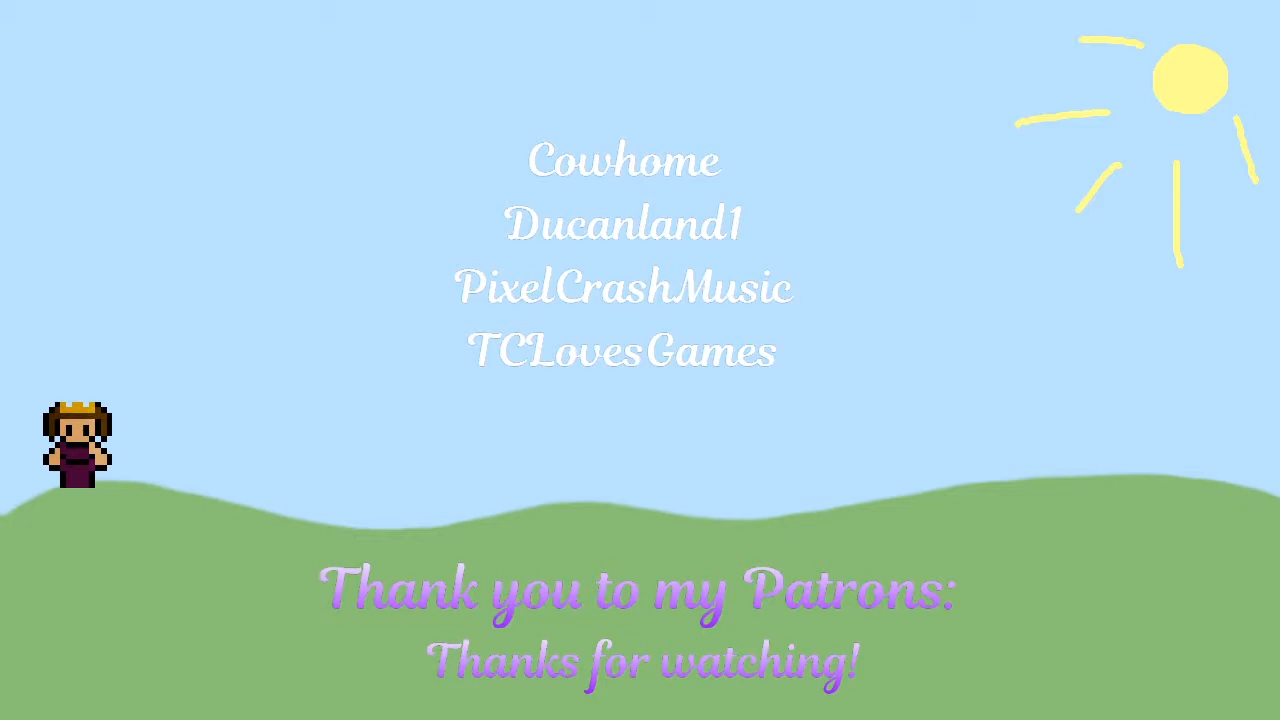 Cowhome
Ducanland1
PixelCrashMusic
TCLovesGames
Thank you to my Patrons:
Thanks for watching!